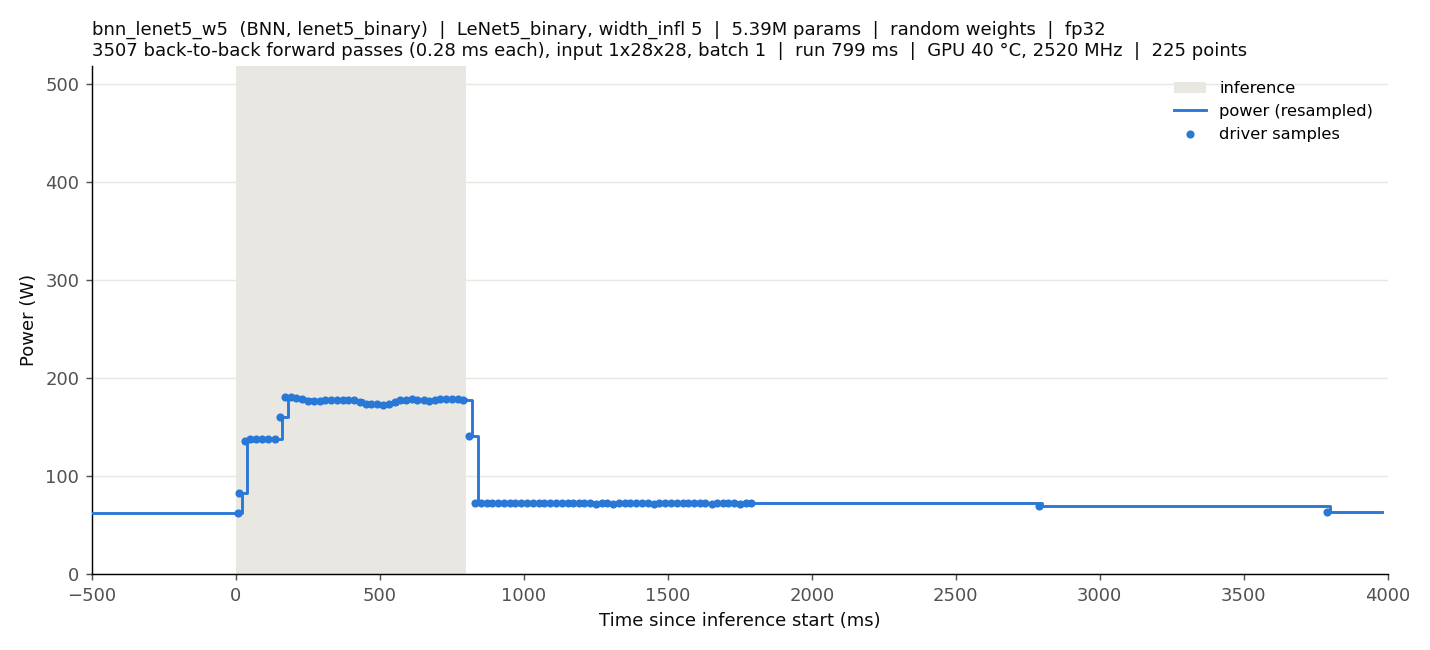 bnn_lenet5_w5  (BNN, lenet5_binary)  |  LeNet5_binary, width_infl 5  |  5.39M params  |  random weights  |  fp32
3507 back-to-back forward passes (0.28 ms each), input 1x28x28, batch 1  |  run 799 ms  |  GPU 40 °C, 2520 MHz  |  225 points
inference
power (resampled)
driver samples
Power (W)
500
400
300
200
100
0
−500
0
500
1000
1500
2000
2500
3000
3500
4000
Time since inference start (ms)